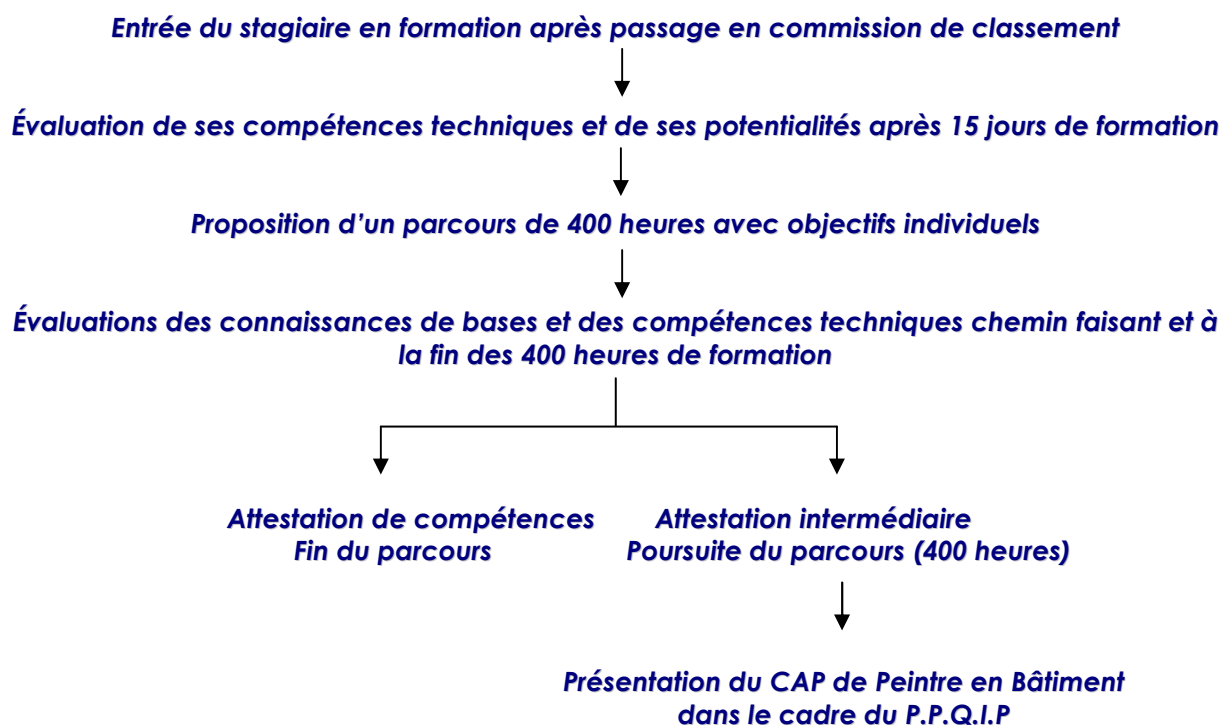 Entrée du stagiaire en formation après passage en commission de classement
Évaluation de ses compétences techniques et de ses potentialités après 15 jours de formation
Proposition d’un parcours de 400 heures avec objectifs individuels
Évaluations des connaissances de bases et des compétences techniques chemin faisant et à
la fin des 400 heures de formation
Attestation de compétences
Fin du parcours
Attestation intermédiaire
Poursuite du parcours (400 heures)
Présentation du CAP de Peintre en Bâtiment
dans le cadre du P.P.Q.I.P